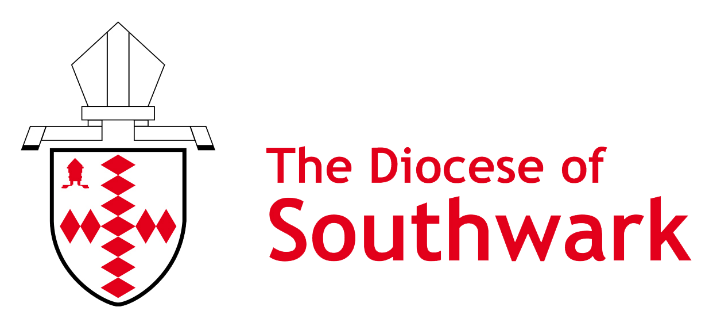 The Diocese of
Southwark